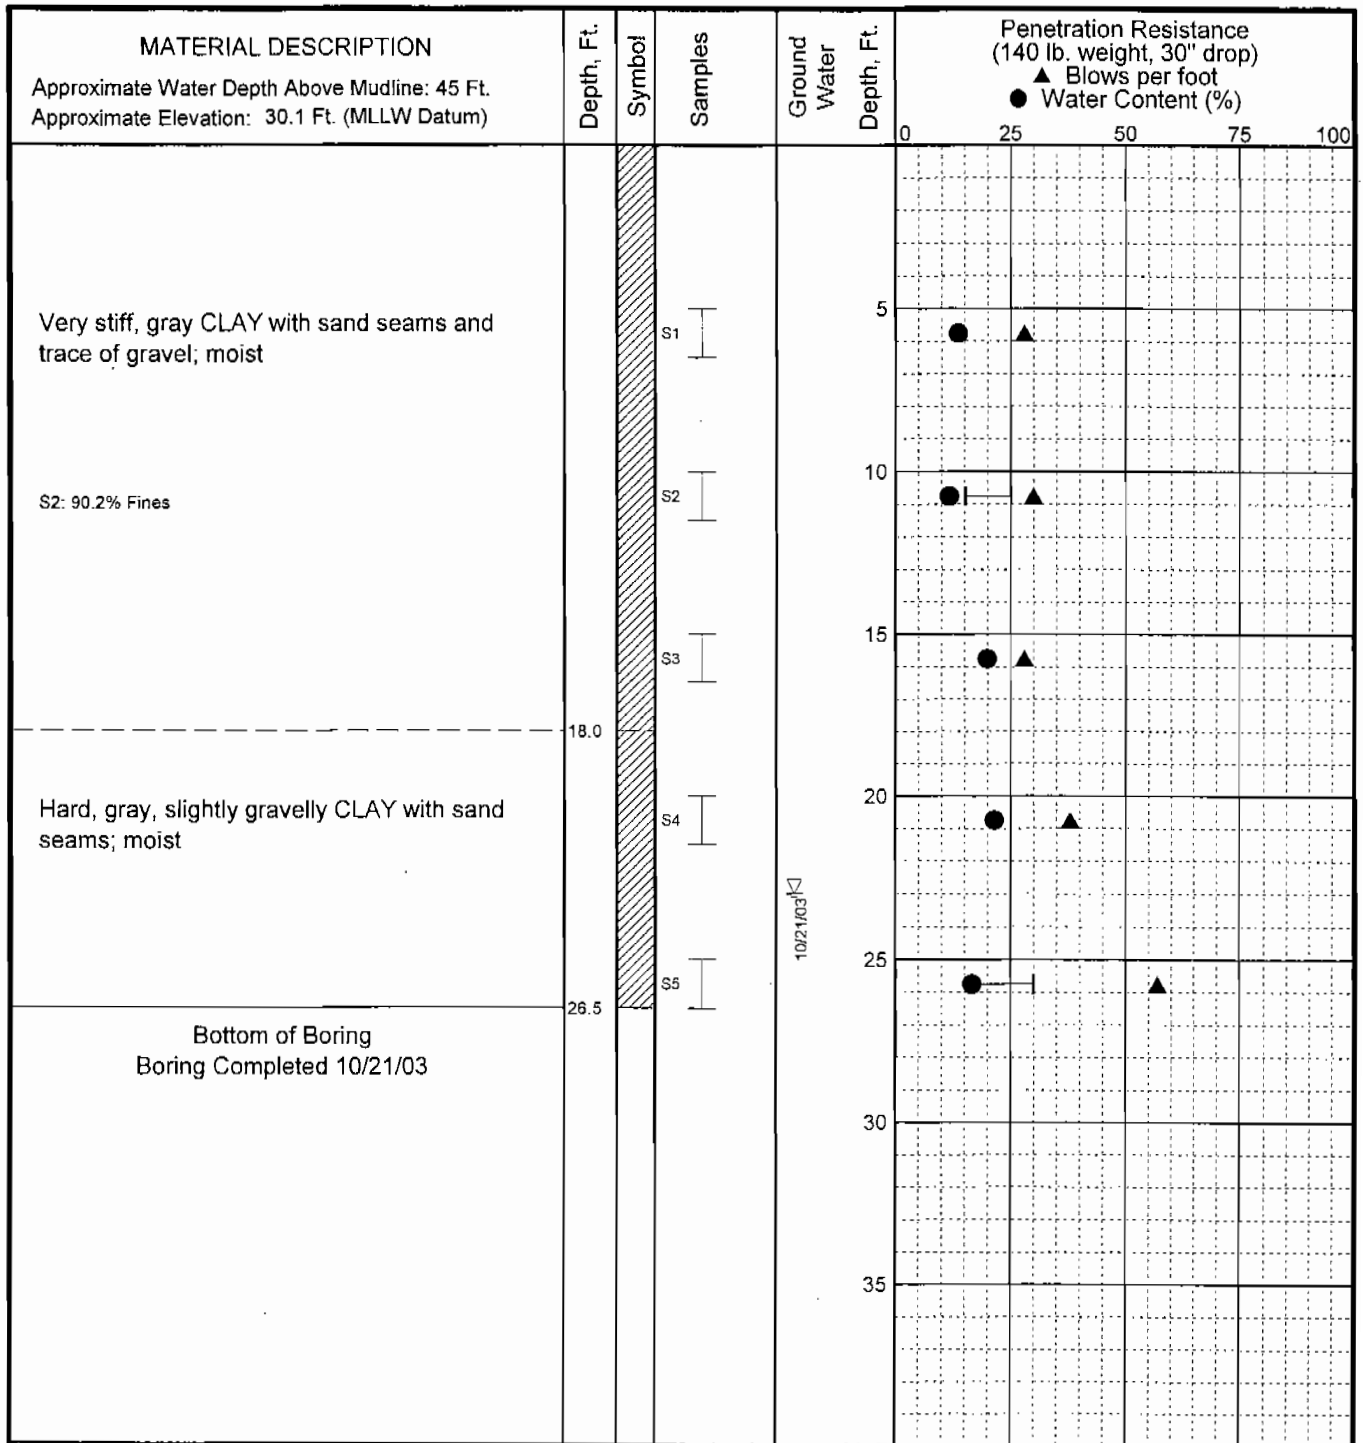 MATERIAL DESCRIPTION
Approximate Water Depth Above Mudline: 45 Ft.
Approximate Elevation: 30.1 Ft. (MLLW Datum)
Depth, Ft.
Symbol
Samples
Ground
Water
Depth, Ft.
Penetration Resistance
(140 lb. weight, 30" drop)
▲ Blows per foot
● Water Content (%)
0 25 50 75 100
Very stiff, gray CLAY with sand seams and
trace of gravel; moist
S1
5
S2: 90.2% Fines
S2
10
S3
15
18.0
Hard, gray, slightly gravelly CLAY with sand
seams; moist
S4
20
10/21/03
S5
25
26.5
Bottom of Boring
Boring Completed 10/21/03
30
35